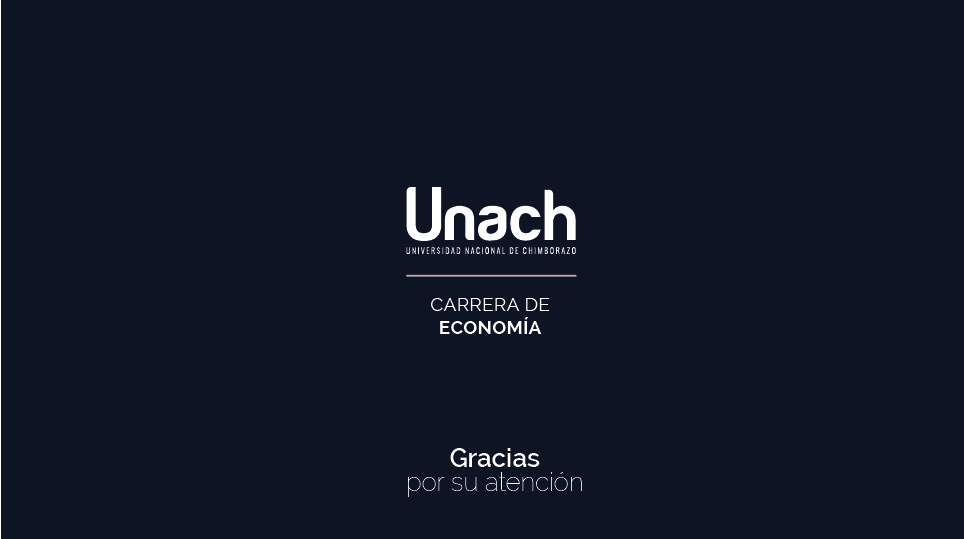 Unach
UNIVERSIDAD NACIONAL DE CHIMBORAZO
CARRERA DE
ECONOMÍA
Gracias
por su atención